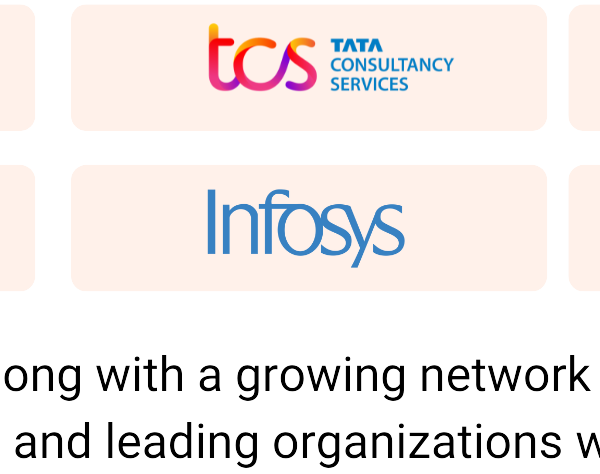 tcs TATA
CONSULTANCY
SERVICES
Infosys
ong with a growing network
and leading organizations w